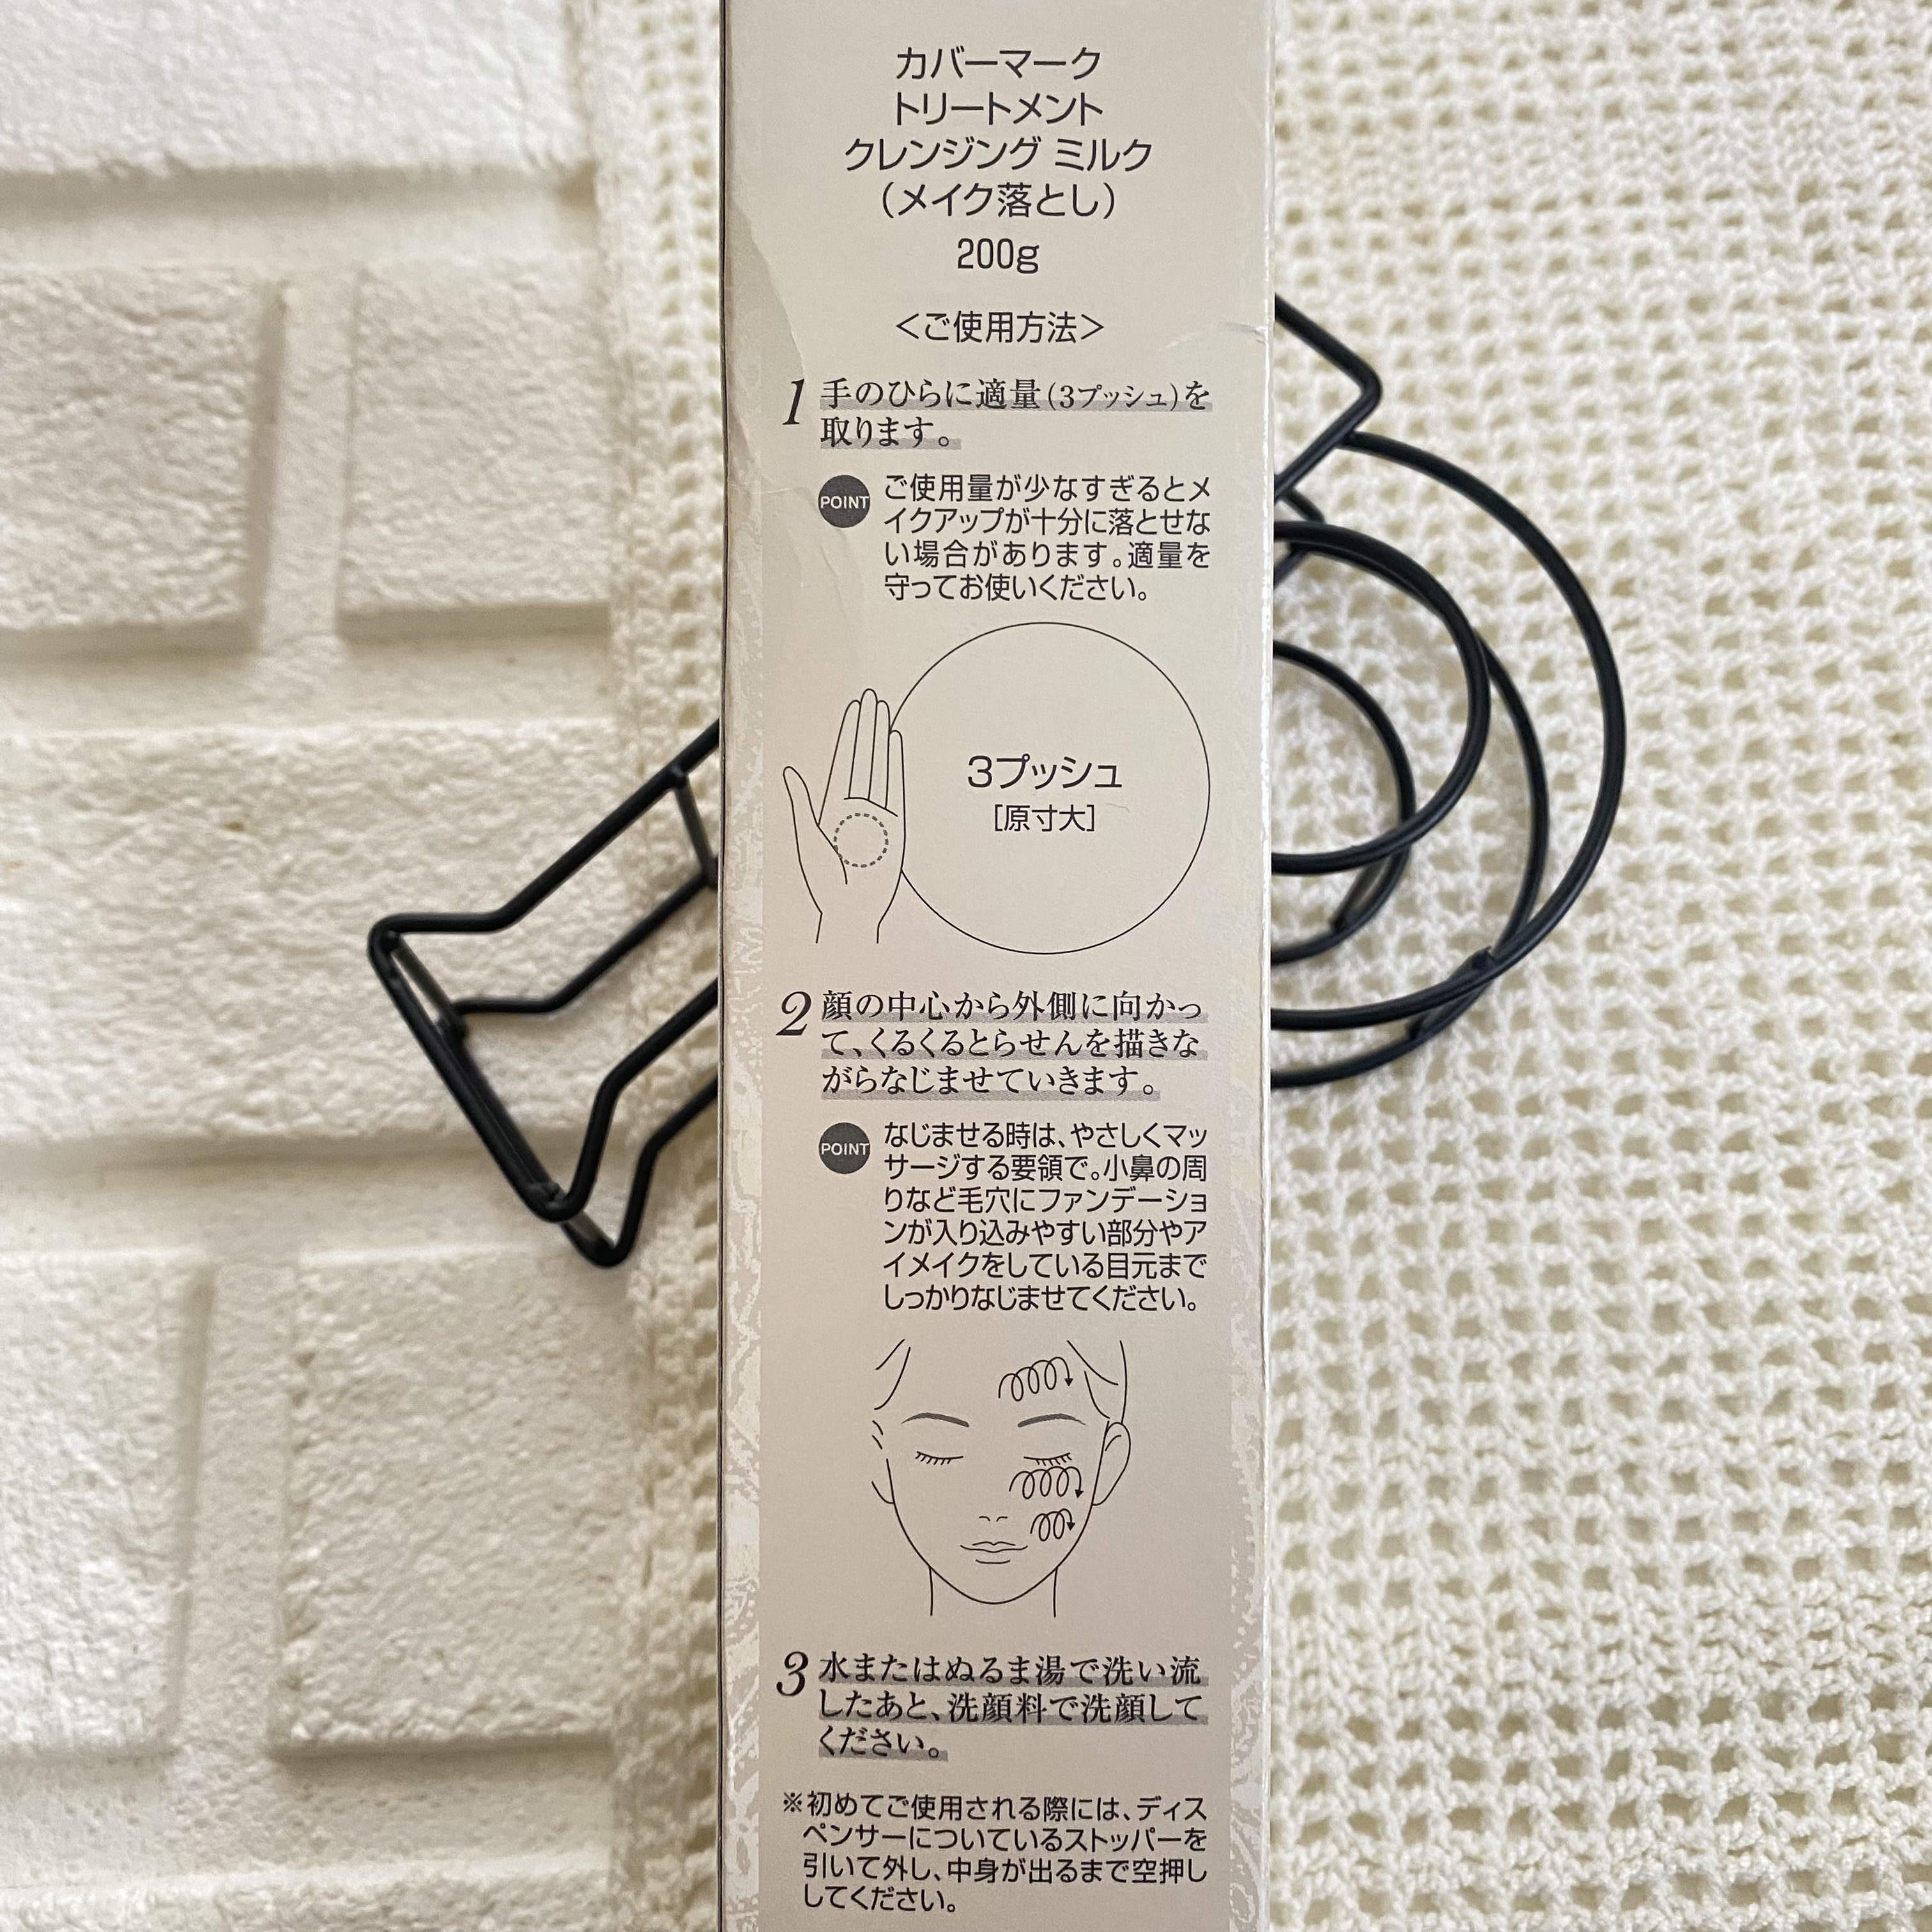 カバーマーク
トリートメント
クレンジング ミルク
（メイク落とし）
200g
＜ご使用方法＞
1 手のひらに適量（3プッシュ）を
取ります。
POINT ご使用量が少なすぎるとメ
イクアップが十分に落とせな
い場合があります。適量を
守ってお使いください。
3プッシュ
［原寸大］
2 顔の中心から外側に向かっ
て、くるくるとらせんを描きな
がらなじませていきます。
POINT なじませる時は、やさしくマッ
サージする要領で。小鼻の周
りなど毛穴にファンデーショ
ンが入り込みやすい部分やア
イメイクをしている目元まで
しっかりなじませてください。
3 水またはぬるま湯で洗い流
したあと、洗顔料で洗顔して
ください。
※初めてご使用される際には、ディス
ペンサーについているストッパーを
引いて外し、中身が出るまで空押し
してください。